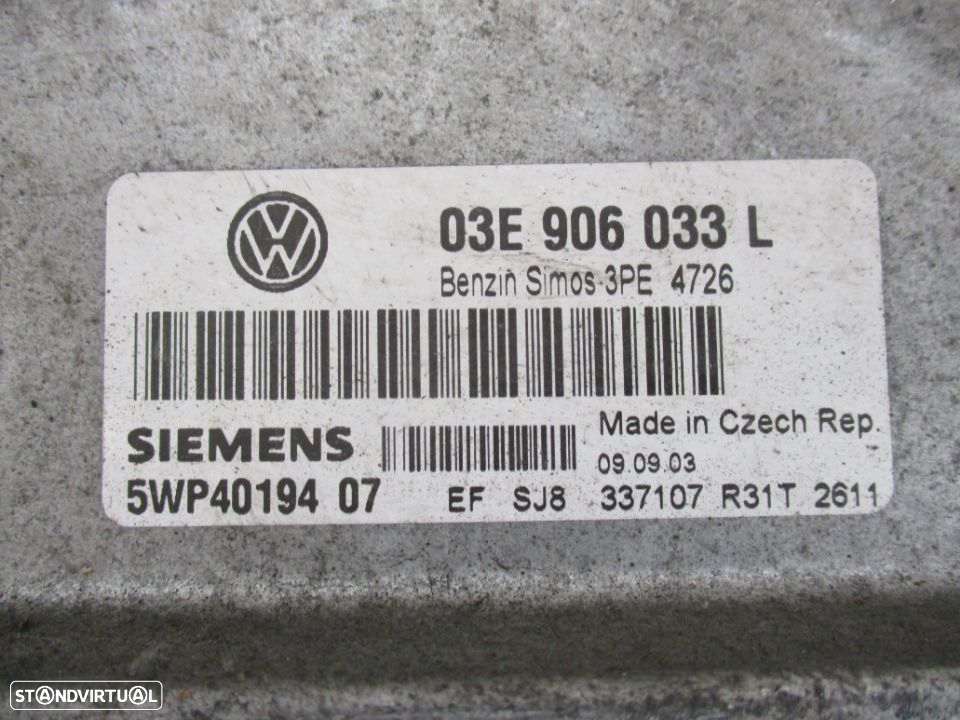 03E 906 033 L
Benzin Simos 3PE 4726
SIEMENS
Made in Czech Rep.
09.09.03
5WP40194 07
EF SJ8 337107 R31T 2611
STANDVIRTUAL